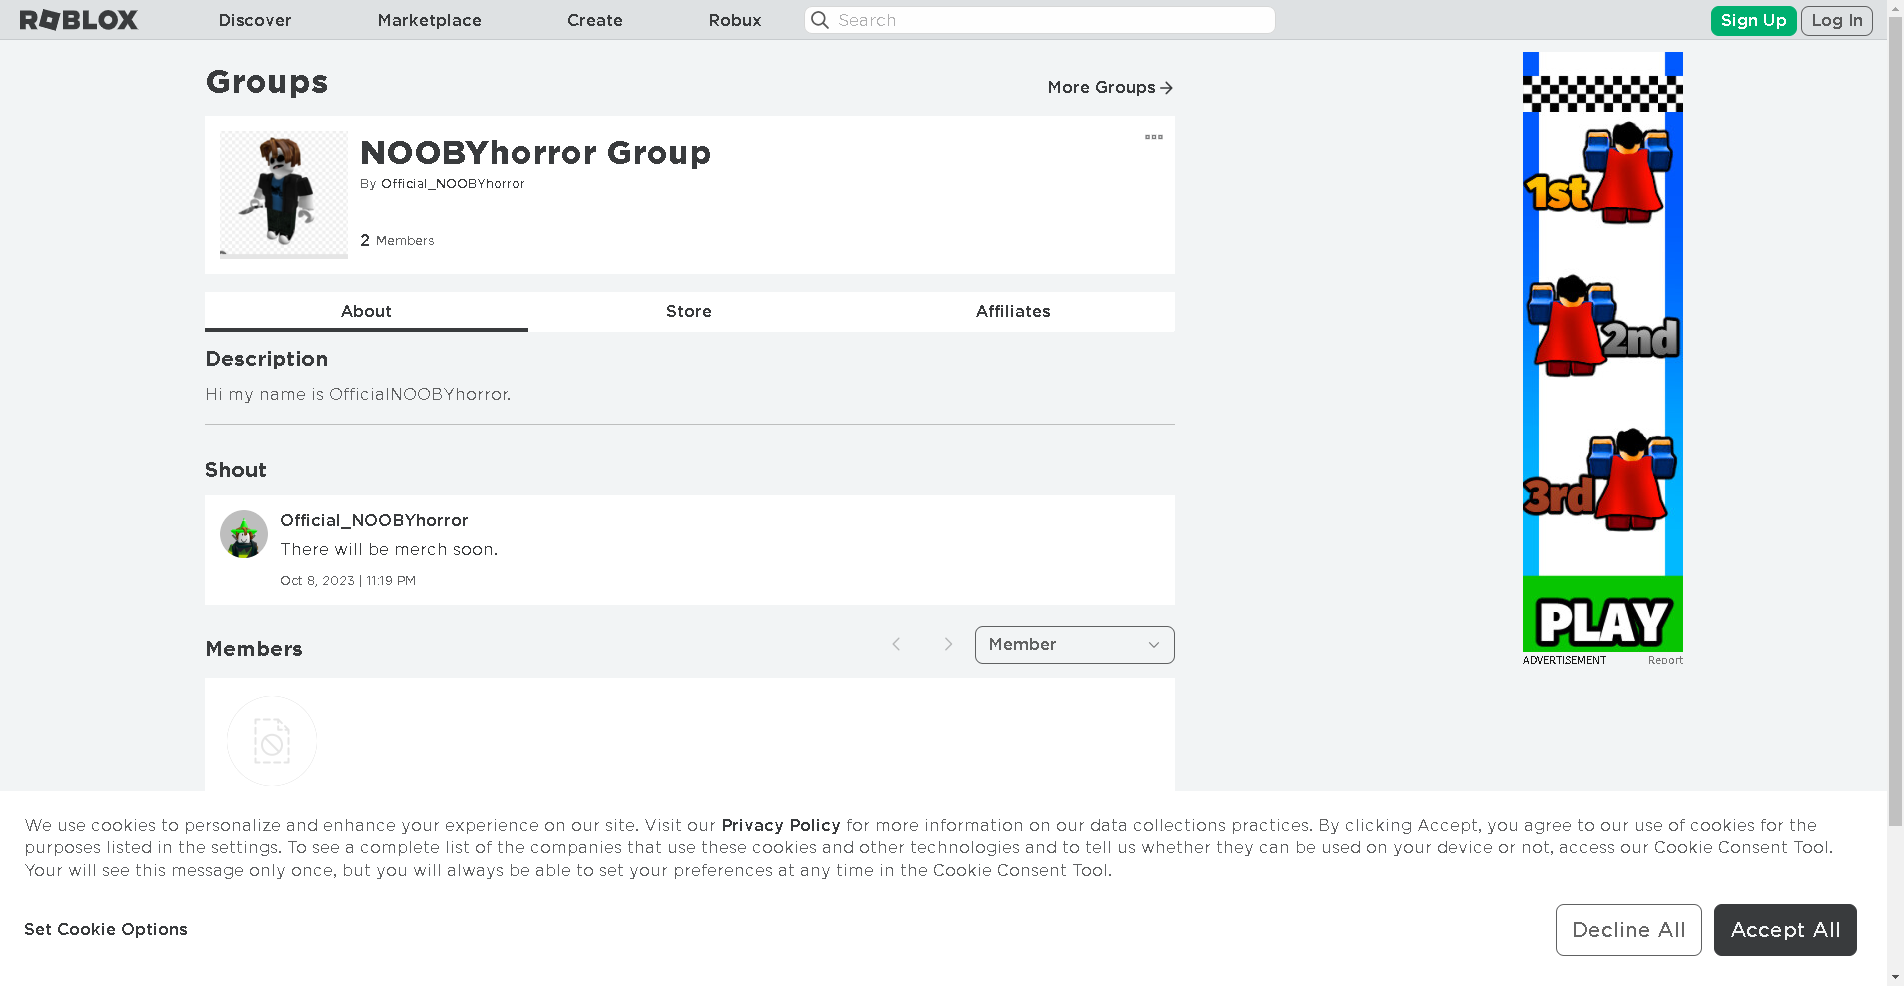 ROBLOX
Discover
Marketplace
Create
Robux
Search
Sign Up
Log In
Groups
More Groups
NOOBYhorror Group
By Official_NOOBYhorror
2 Members
About
Store
Affiliates
Description
Hi my name is OfficialNOOBYhorror.
Shout
Official_NOOBYhorror
There will be merch soon.
Oct 8, 2023 | 11:19 PM
Members
Member
1st
2nd
3rd
PLAY
ADVERTISEMENT
Report
We use cookies to personalize and enhance your experience on our site. Visit our Privacy Policy for more information on our data collections practices. By clicking Accept, you agree to our use of cookies for the
purposes listed in the settings. To see a complete list of the companies that use these cookies and other technologies and to tell us whether they can be used on your device or not, access our Cookie Consent Tool.
Your will see this message only once, but you will always be able to set your preferences at any time in the Cookie Consent Tool.
Set Cookie Options
Decline All
Accept All